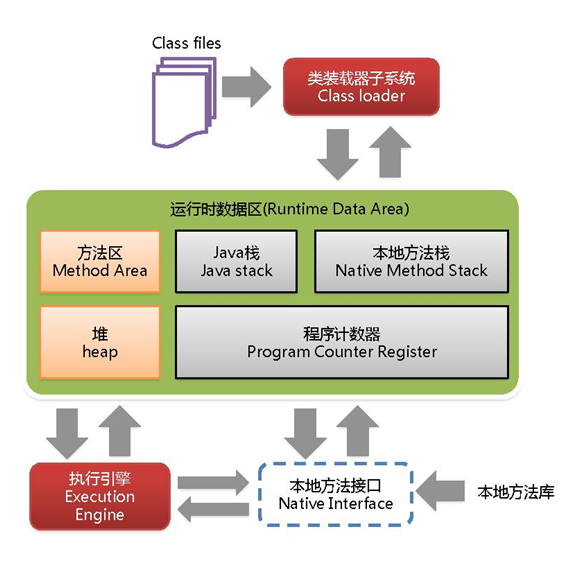 Class files
类装载器子系统
Class loader
运行时数据区(Runtime Data Area)
方法区
Method Area
Java栈
Java stack
本地方法栈
Native Method Stack
堆
heap
程序计数器
Program Counter Register
执行引擎
Execution
Engine
本地方法接口
Native Interface
本地方法库